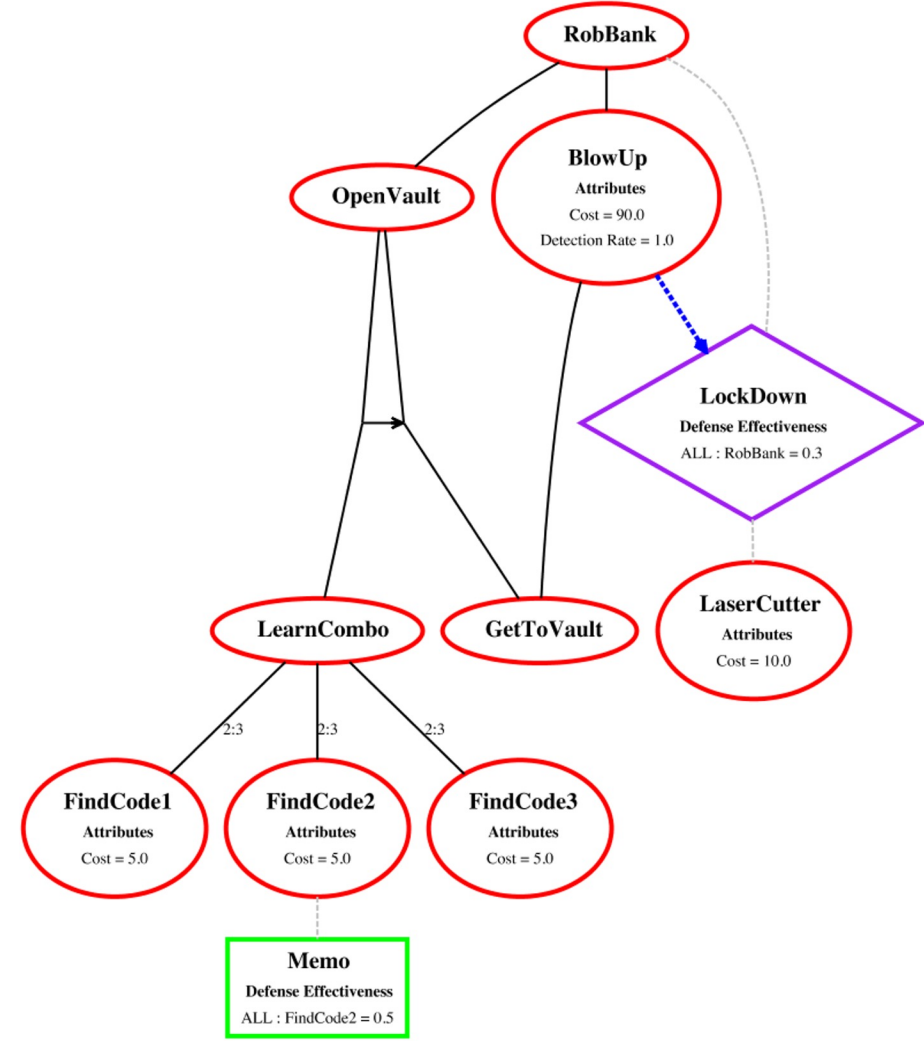 RobBank
BlowUp
Attributes
Cost = 90.0
Detection Rate = 1.0
OpenVault
LockDown
Defense Effectiveness
ALL : RobBank = 0.3
LearnCombo
GetToVault
LaserCutter
Attributes
Cost = 10.0
2:3
2:3
2:3
FindCode1
Attributes
Cost = 5.0
FindCode2
Attributes
Cost = 5.0
FindCode3
Attributes
Cost = 5.0
Memo
Defense Effectiveness
ALL : FindCode2 = 0.5